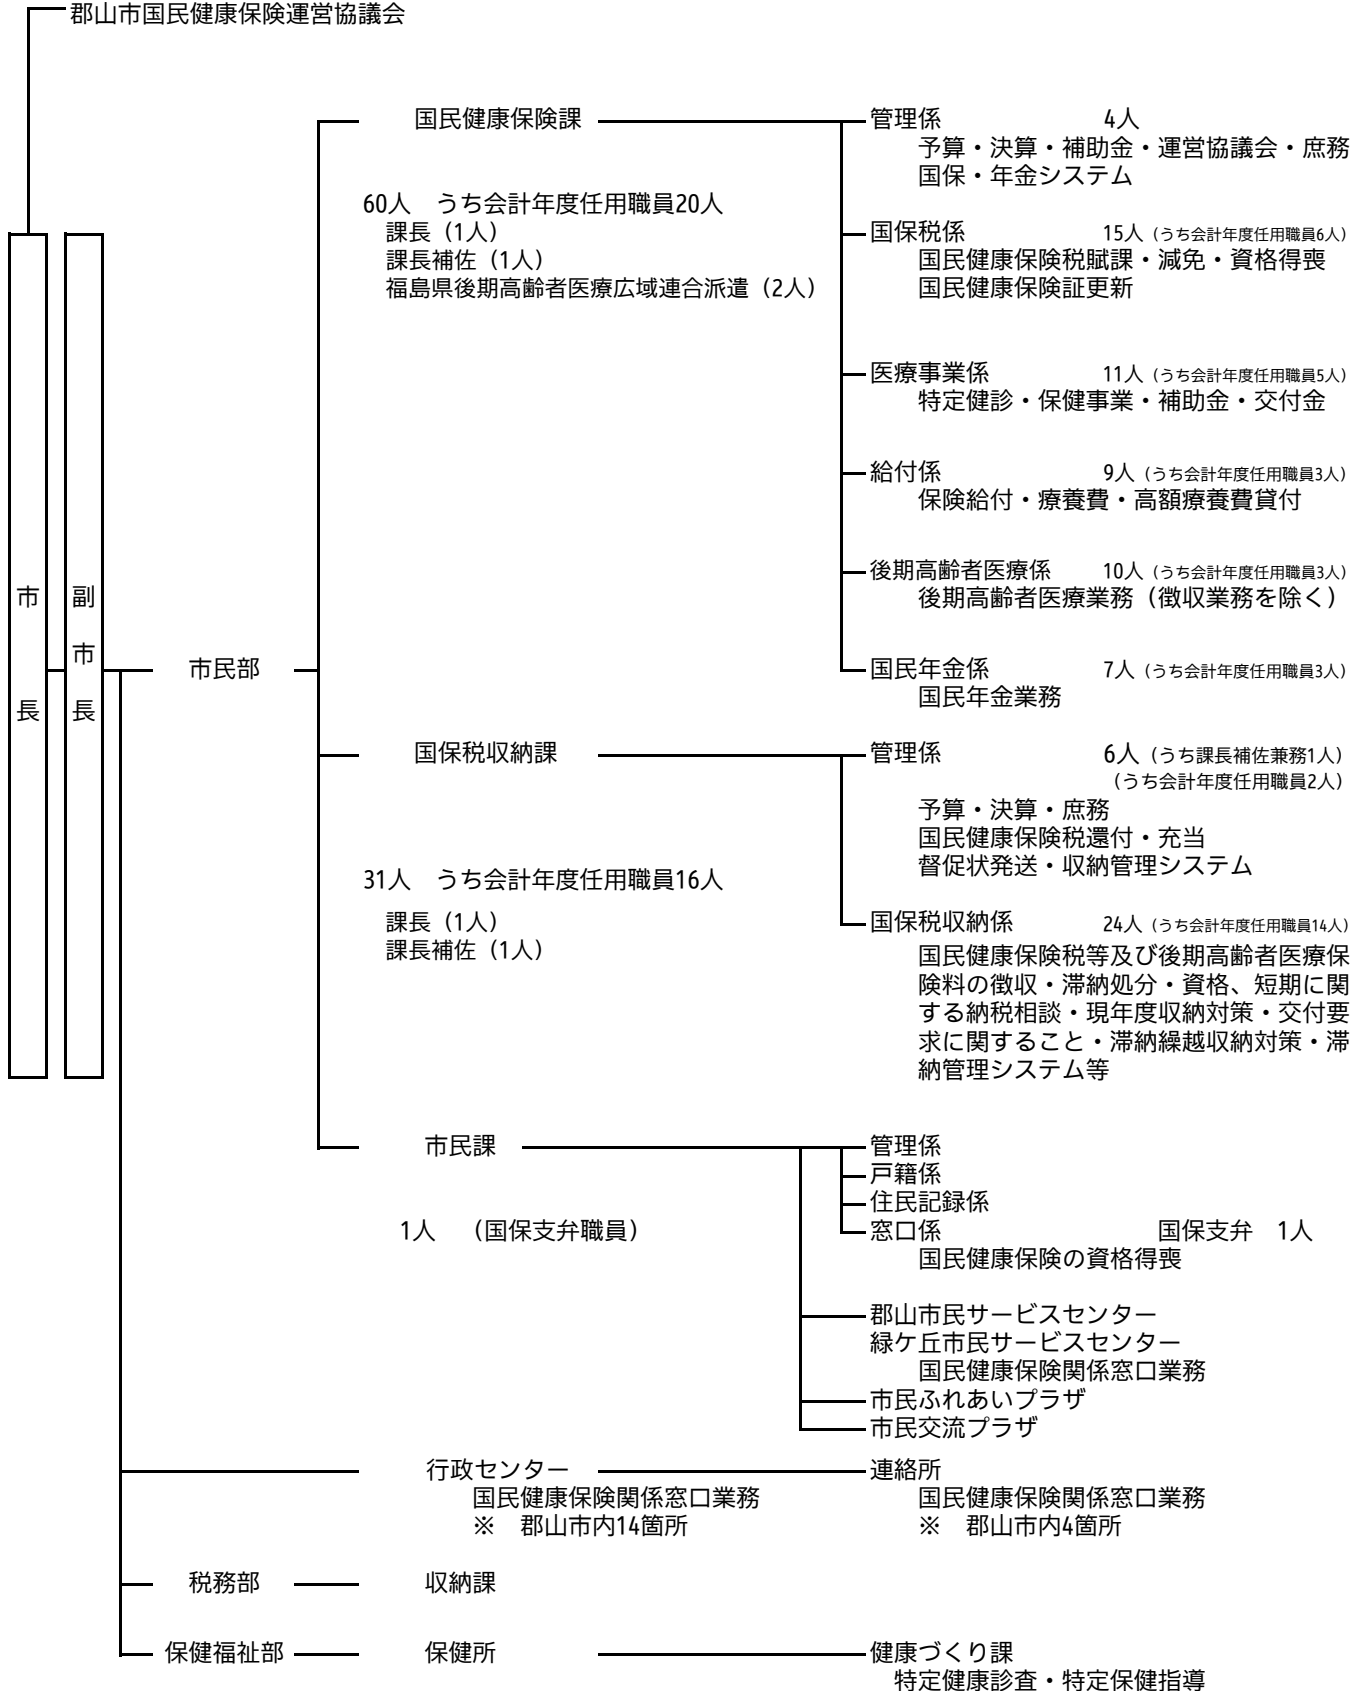 郡山市国民健康保険運営協議会
市長
副市長
市民部
国民健康保険課
60人　うち会計年度任用職員20人
課長（1人）
課長補佐（1人）
福島県後期高齢者医療広域連合派遣（2人）
管理係　4人
予算・決算・補助金・運営協議会・庶務
国保・年金システム
国保税係　15人（うち会計年度任用職員6人）
国民健康保険税賦課・減免・資格得喪
国民健康保険証更新
医療事業係　11人（うち会計年度任用職員5人）
特定健診・保健事業・補助金・交付金
給付係　9人（うち会計年度任用職員3人）
保険給付・療養費・高額療養費貸付
後期高齢者医療係　10人（うち会計年度任用職員3人）
後期高齢者医療業務（徴収業務を除く）
国民年金係　7人（うち会計年度任用職員3人）
国民年金業務
国保税収納課
31人　うち会計年度任用職員16人
課長（1人）
課長補佐（1人）
管理係　6人（うち課長補佐兼務1人）
（うち会計年度任用職員2人）
予算・決算・庶務
国民健康保険税還付・充当
督促状発送・収納管理システム
国保税収納係　24人（うち会計年度任用職員14人）
国民健康保険税等及び後期高齢者医療保
険料の徴収・滞納処分・資格、短期に関
する納税相談・現年度収納対策・交付要
求に関すること・滞納繰越収納対策・滞
納管理システム等
市民課
1人　（国保支弁職員）
管理係
戸籍係
住民記録係
窓口係　国保支弁　1人
国民健康保険の資格得喪
郡山市民サービスセンター
緑ケ丘市民サービスセンター
国民健康保険関係窓口業務
市民ふれあいプラザ
市民交流プラザ
行政センター
国民健康保険関係窓口業務
※　郡山市内14箇所
連絡所
国民健康保険関係窓口業務
※　郡山市内4箇所
税務部
収納課
保健福祉部
保健所
健康づくり課
特定健康診査・特定保健指導